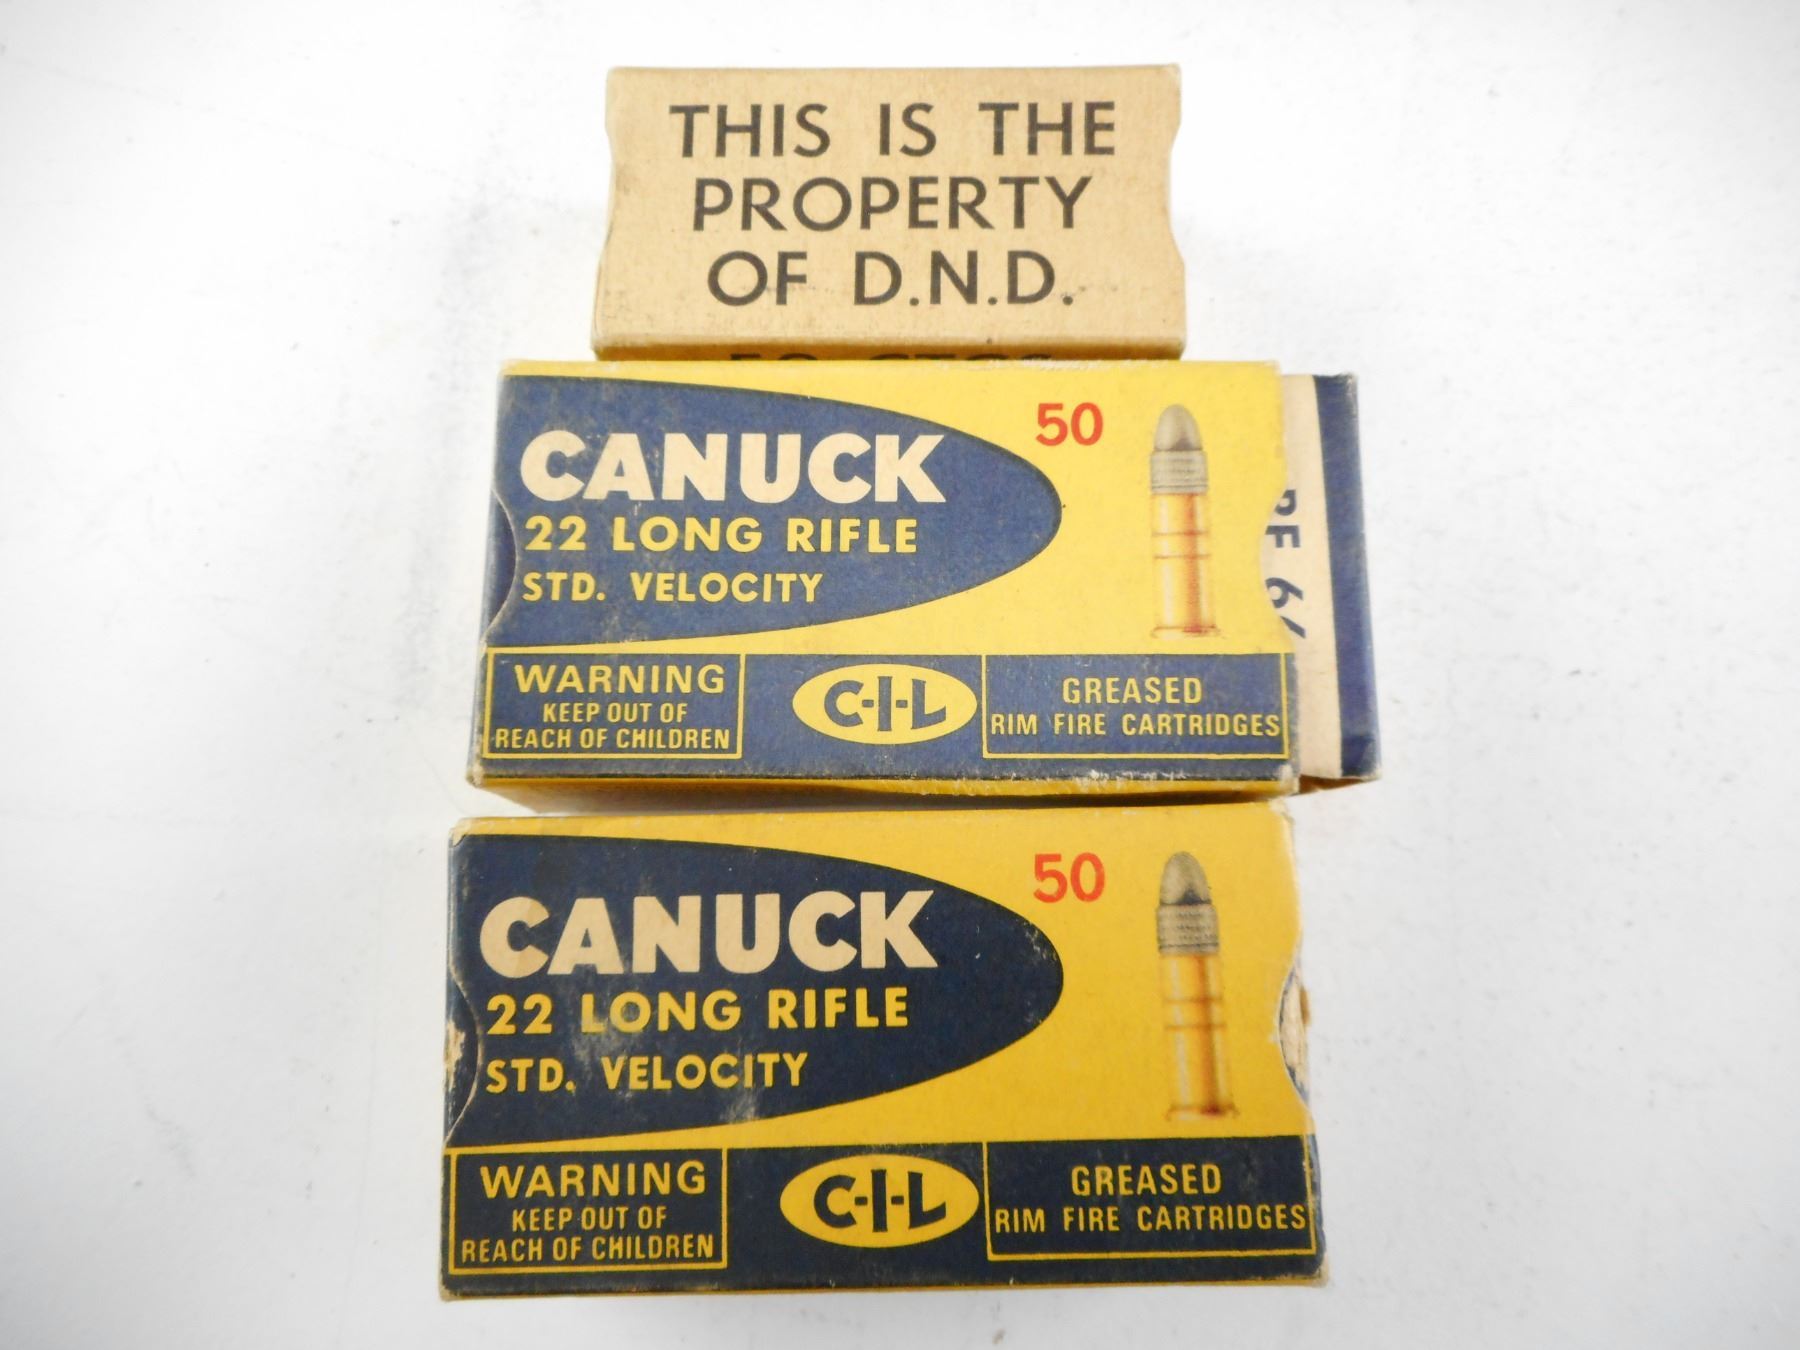 THIS IS THE
PROPERTY
OF D.N.D.
CANUCK
50
22 LONG RIFLE
STD. VELOCITY
WARNING
KEEP OUT OF
REACH OF CHILDREN
C-I-L
GREASED
RIM FIRE CARTRIDGES
CANUCK
50
22 LONG RIFLE
STD. VELOCITY
WARNING
KEEP OUT OF
REACH OF CHILDREN
C-I-L
GREASED
RIM FIRE CARTRIDGES